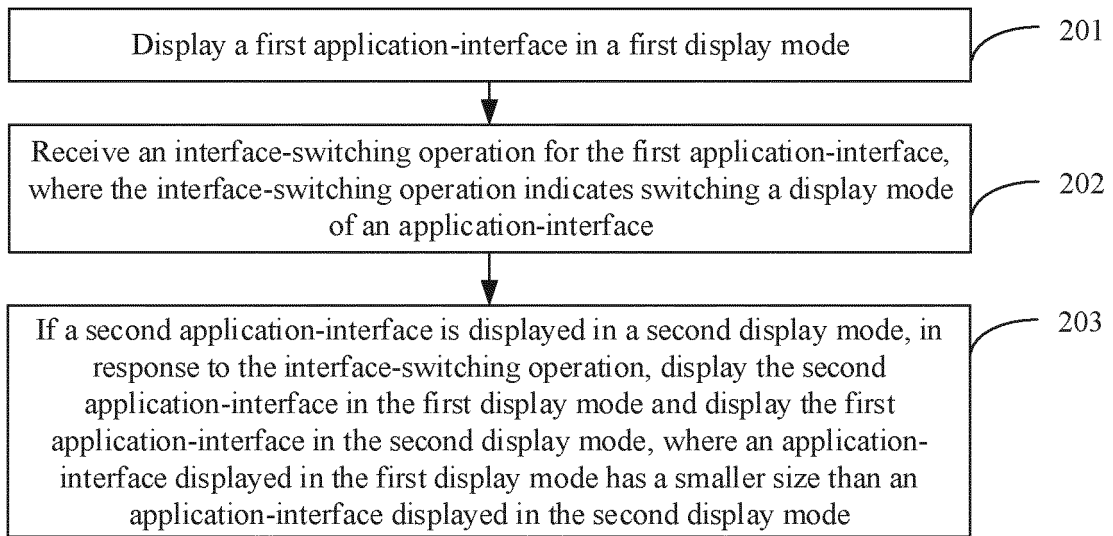 Display a first application-interface in a first display mode
201
Receive an interface-switching operation for the first application-interface,
where the interface-switching operation indicates switching a display mode
of an application-interface
202
If a second application-interface is displayed in a second display mode, in
response to the interface-switching operation, display the second
application-interface in the first display mode and display the first
application-interface in the second display mode, where an application-
interface displayed in the first display mode has a smaller size than an
application-interface displayed in the second display mode
203